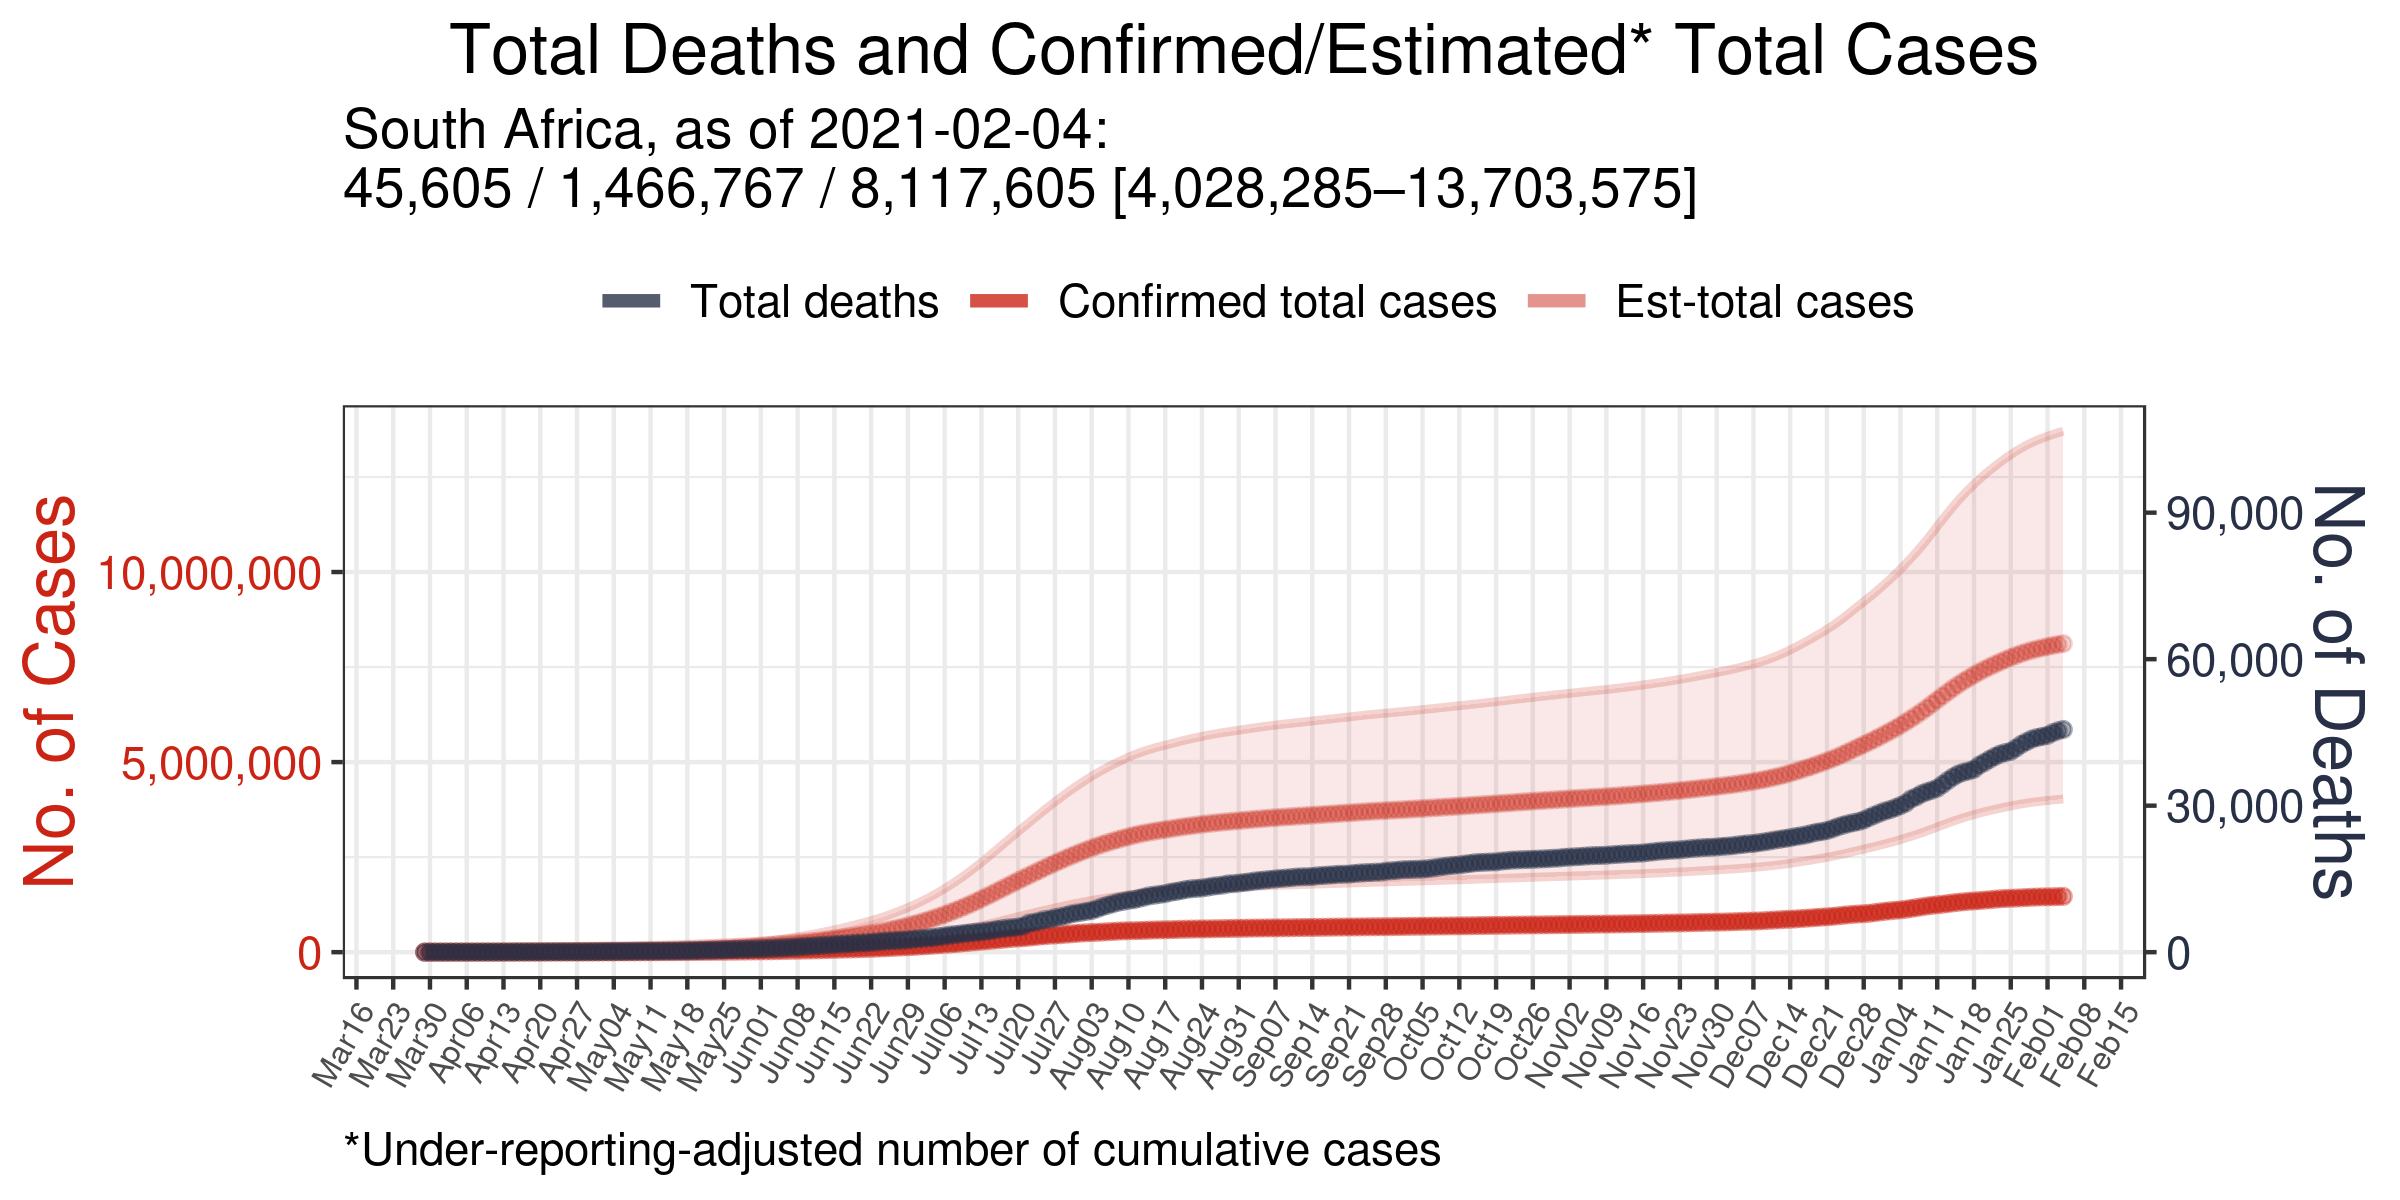 Total Deaths and Confirmed/Estimated* Total Cases
South Africa, as of 2021-02-04:
45,605 / 1,466,767 / 8,117,605 [4,028,285–13,703,575]
Total deaths
Confirmed total cases
Est-total cases
No. of Cases
10,000,000
5,000,000
0
90,000
60,000
30,000
0
No. of Deaths
Mar16
Mar23
Mar30
Apr06
Apr13
Apr20
Apr27
May04
May11
May18
May25
Jun01
Jun08
Jun15
Jun22
Jun29
Jul06
Jul13
Jul20
Jul27
Aug03
Aug10
Aug17
Aug24
Aug31
Sep07
Sep14
Sep21
Sep28
Oct05
Oct12
Oct19
Oct26
Nov02
Nov09
Nov16
Nov23
Nov30
Dec07
Dec14
Dec21
Dec28
Jan04
Jan11
Jan18
Jan25
Feb01
Feb08
Feb15
*Under-reporting-adjusted number of cumulative cases